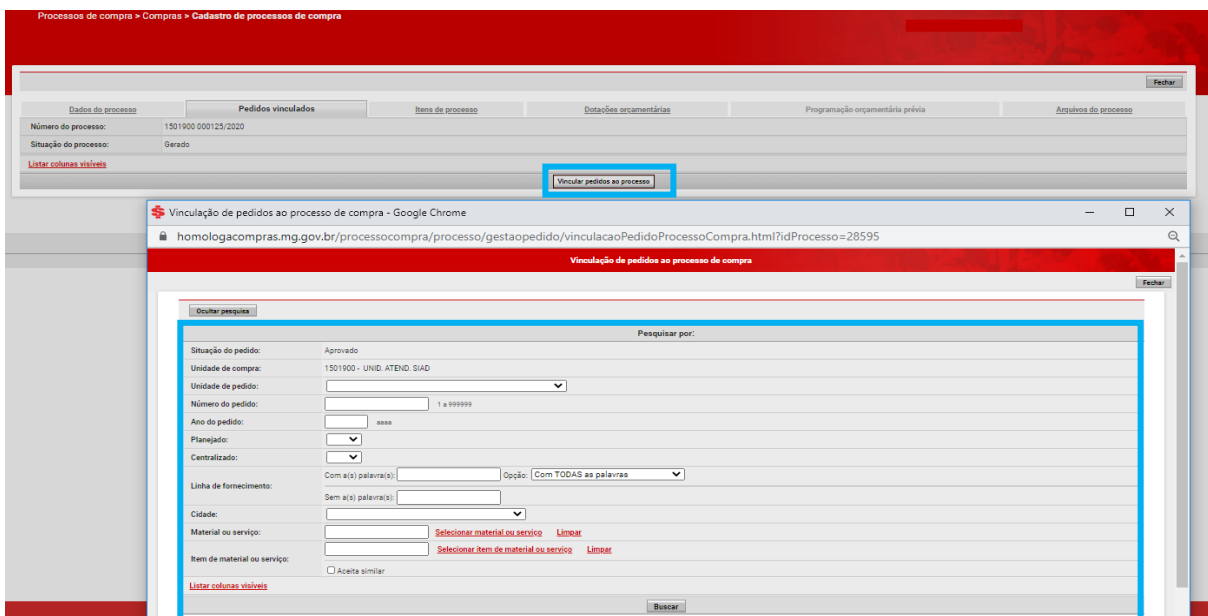 Processos de compra > Compras > Cadastro de processos de compra
Fechar
Dados do processo Pedidos vinculados Itens de processo Dotações orçamentárias Programação orçamentária prévia Arquivos do processo
Número do processo: 1501900 000125/2020
Situação do processo: Gerado
Listar colunas visíveis
Vincular pedidos ao processo
Vinculação de pedidos ao processo de compra - Google Chrome
homologacompras.mg.gov.br/processocompra/processo/gestaopedido/vinculacaoPedidoProcessoCompra.html?idProcesso=28595
Vinculação de pedidos ao processo de compra
Fechar
Ocultar pesquisa
Pesquisar por:
Situação do pedido: Aprovado
Unidade de compra: 1501900 - UNID. ATEND. SIAD
Unidade de pedido:
Número do pedido: 1 a 999999
Ano do pedido: aaaa
Planejado:
Centralizado:
Linha de fornecimento: Com a(s) palavra(s): Opção: Com TODAS as palavras
Sem a(s) palavra(s):
Cidade:
Material ou serviço: Selecionar material ou serviço Limpar
Item de material ou serviço: Selecionar item de material ou serviço Limpar
Aceita similar
Listar colunas visíveis
Buscar